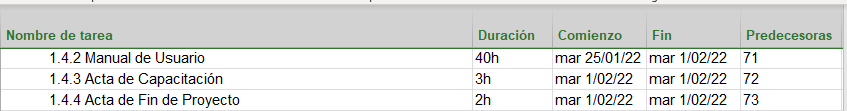 Nombre de tarea Duración Comienzo Fin Predecesoras
1.4.2 Manual de Usuario 40h mar 25/01/22 mar 1/02/22 71
1.4.3 Acta de Capacitación 3h mar 1/02/22 mar 1/02/22 72
1.4.4 Acta de Fin de Proyecto 2h mar 1/02/22 mar 1/02/22 73